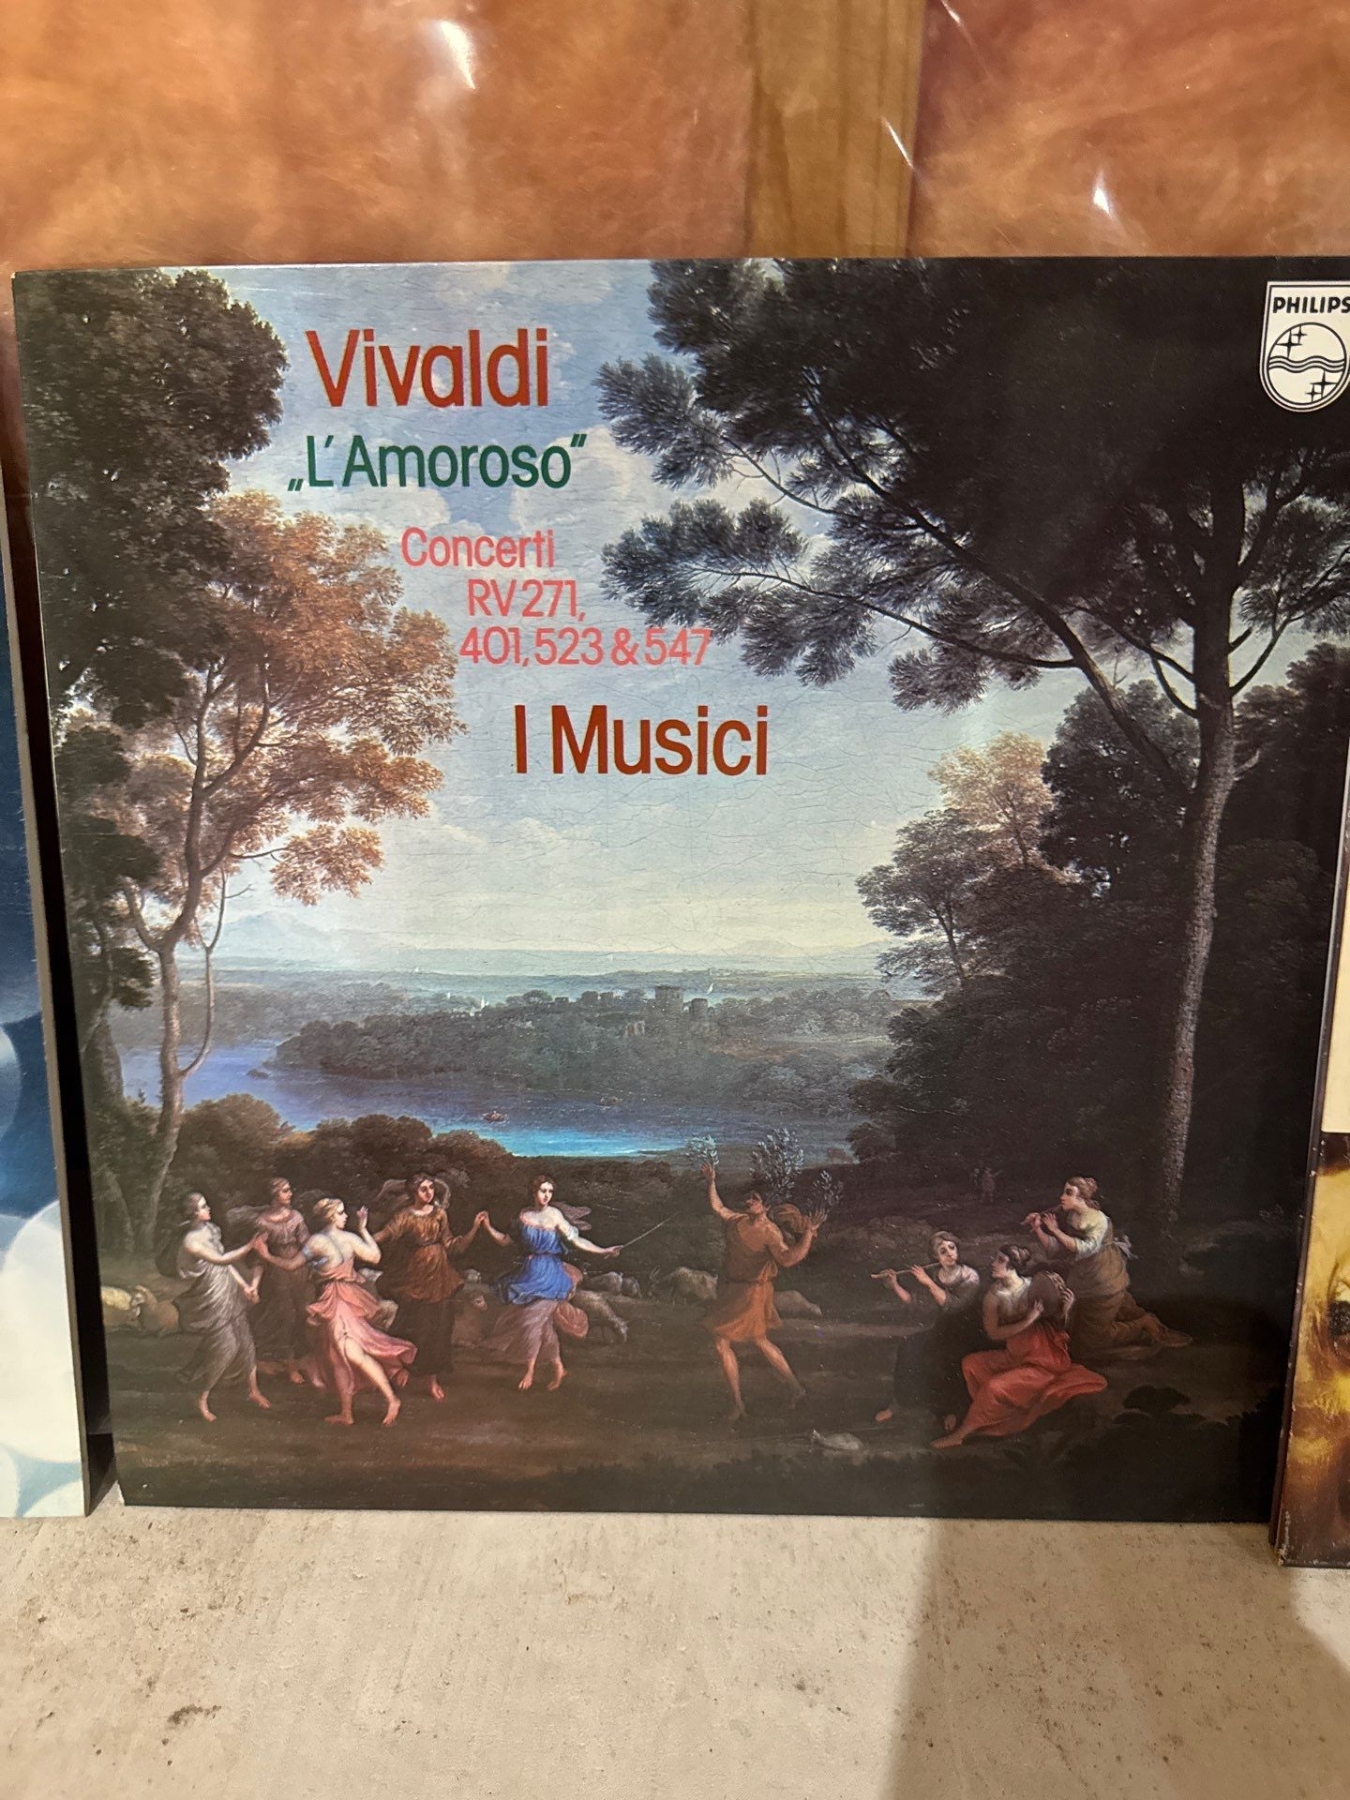 PHILIPS
Vivaldi
„L'Amoroso"
Concerti
RV 271,
401, 523 & 547
I Musici